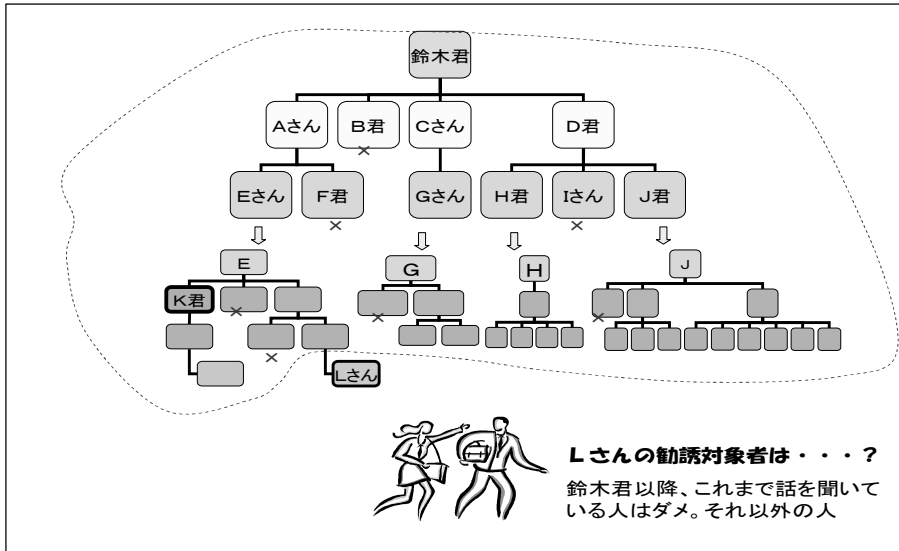 鈴木君
Aさん B君 Cさん D君
×
Eさん F君 Gさん H君 Iさん J君
× ×
E G H J
K君
× × ×
×
Lさん
Lさんの勧誘対象者は・・・?
鈴木君以降、これまで話を聞いて
いる人はダメ。それ以外の人